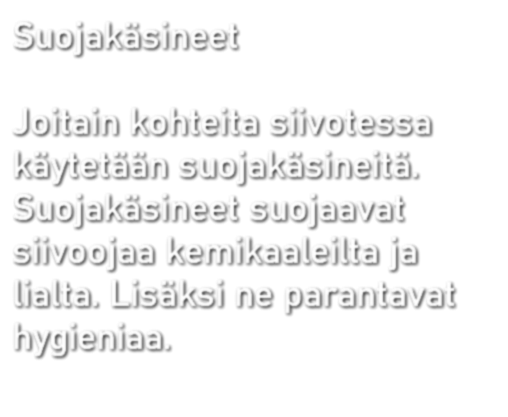 Suojakäsineet
Joitain kohteita siivotessa
käytetään suojakäsineitä.
Suojakäsineet suojaavat
siivoojaa kemikaaleilta ja
lialta. Lisäksi ne parantavat
hygieniaa.